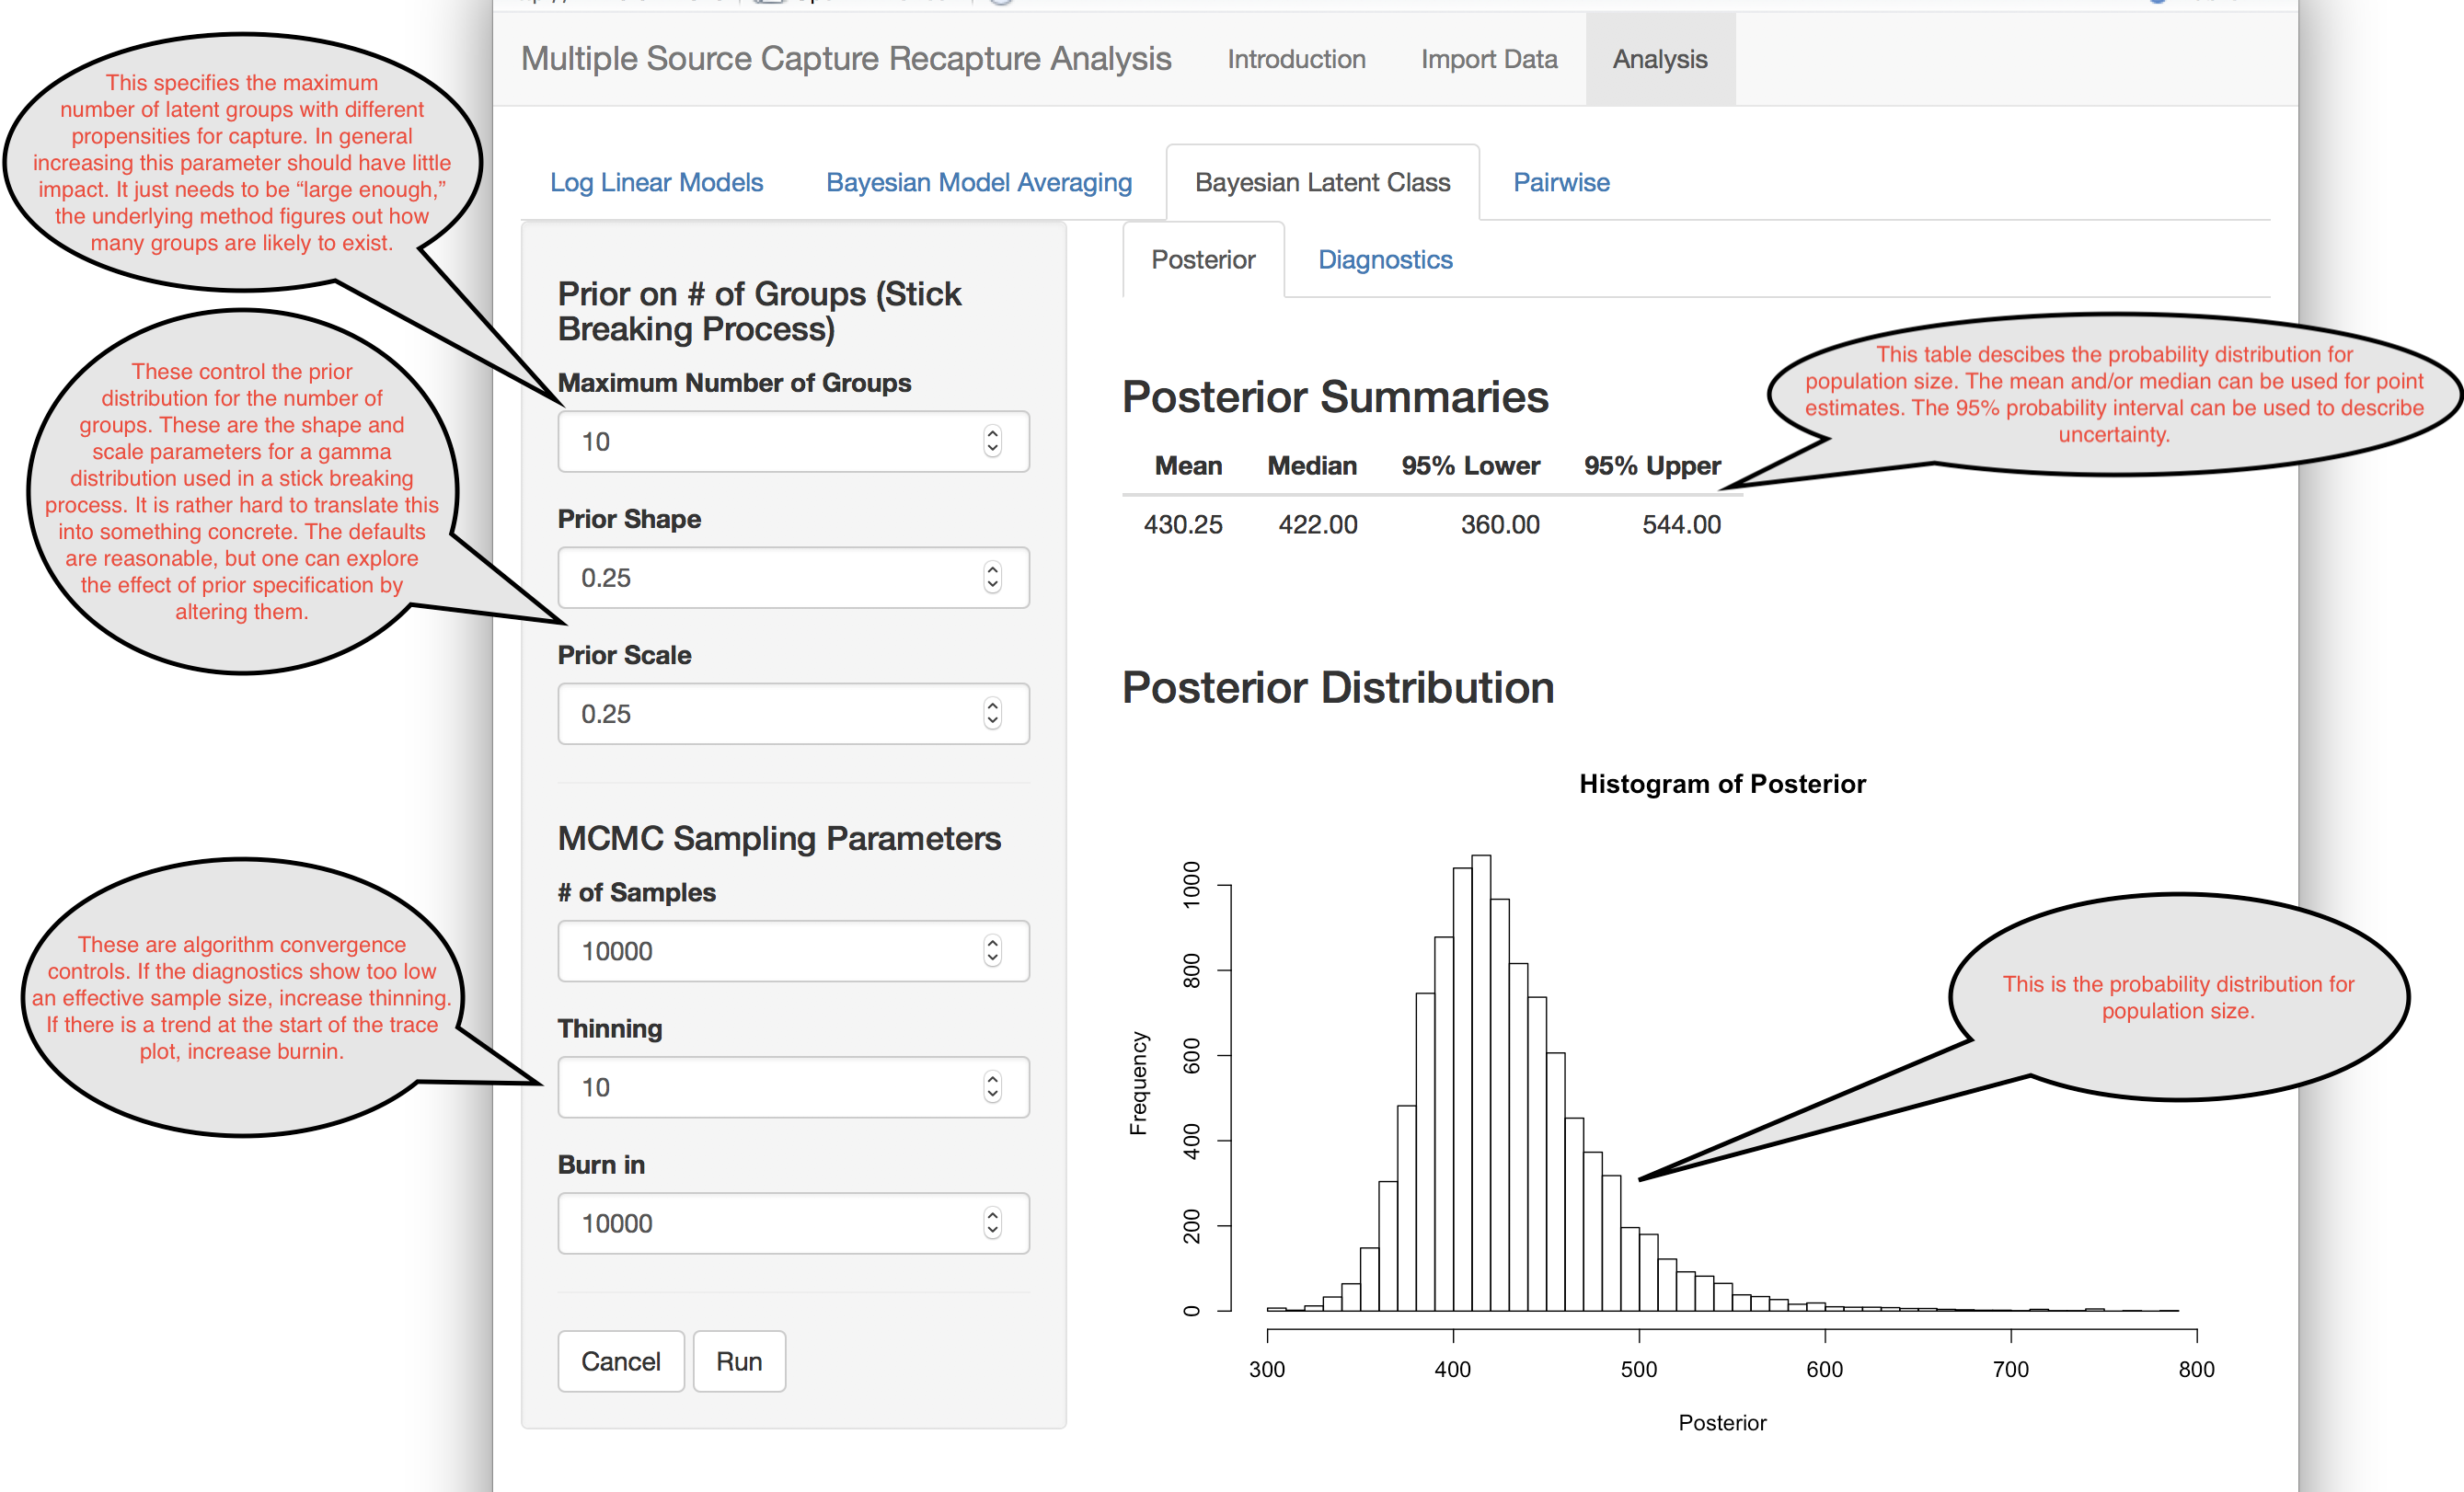 Multiple Source Capture Recapture Analysis
Introduction
Import Data
Analysis
Log Linear Models
Bayesian Model Averaging
Bayesian Latent Class
Pairwise
Posterior
Diagnostics
This specifies the maximum
number of latent groups with different
propensities for capture. In general
increasing this parameter should have little
impact. It just needs to be “large enough,”
the underlying method figures out how
many groups are likely to exist.
These control the prior
distribution for the number of
groups. These are the shape and
scale parameters for a gamma
distribution used in a stick breaking
process. It is rather hard to translate this
into something concrete. The defaults
are reasonable, but one can explore
the effect of prior specification by
altering them.
These are algorithm convergence
controls. If the diagnostics show too low
an effective sample size, increase thinning.
If there is a trend at the start of the trace
plot, increase burnin.
Prior on # of Groups (Stick
Breaking Process)
Maximum Number of Groups
10
Prior Shape
0.25
Prior Scale
0.25
MCMC Sampling Parameters
# of Samples
10000
Thinning
10
Burn in
10000
Cancel
Run
Posterior Summaries
Mean Median 95% Lower 95% Upper
430.25 422.00 360.00 544.00
This table descibes the probability distribution for
population size. The mean and/or median can be used for point
estimates. The 95% probability interval can be used to describe
uncertainty.
Posterior Distribution
Histogram of Posterior
Frequency
1000
800
600
400
200
0
300 400 500 600 700 800
Posterior
This is the probability distribution for
population size.